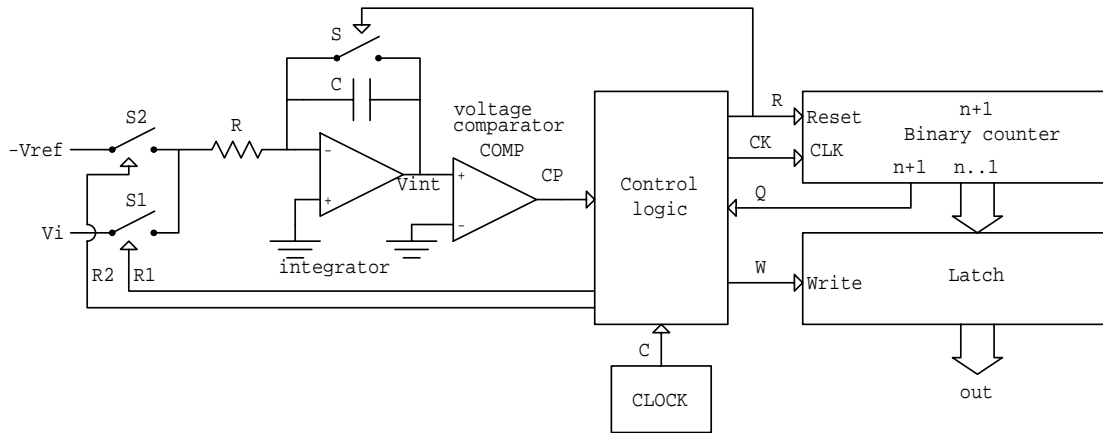 S
C
voltage
comparator
COMP
S2
R
-Vref
-
+
Vint
+
-
CP
S1
Vi
R2
R1
integrator
Control
logic
R
Reset
n+1
Binary counter
CK
CLK
n+1
n..1
Q
W
Write
Latch
C
CLOCK
out